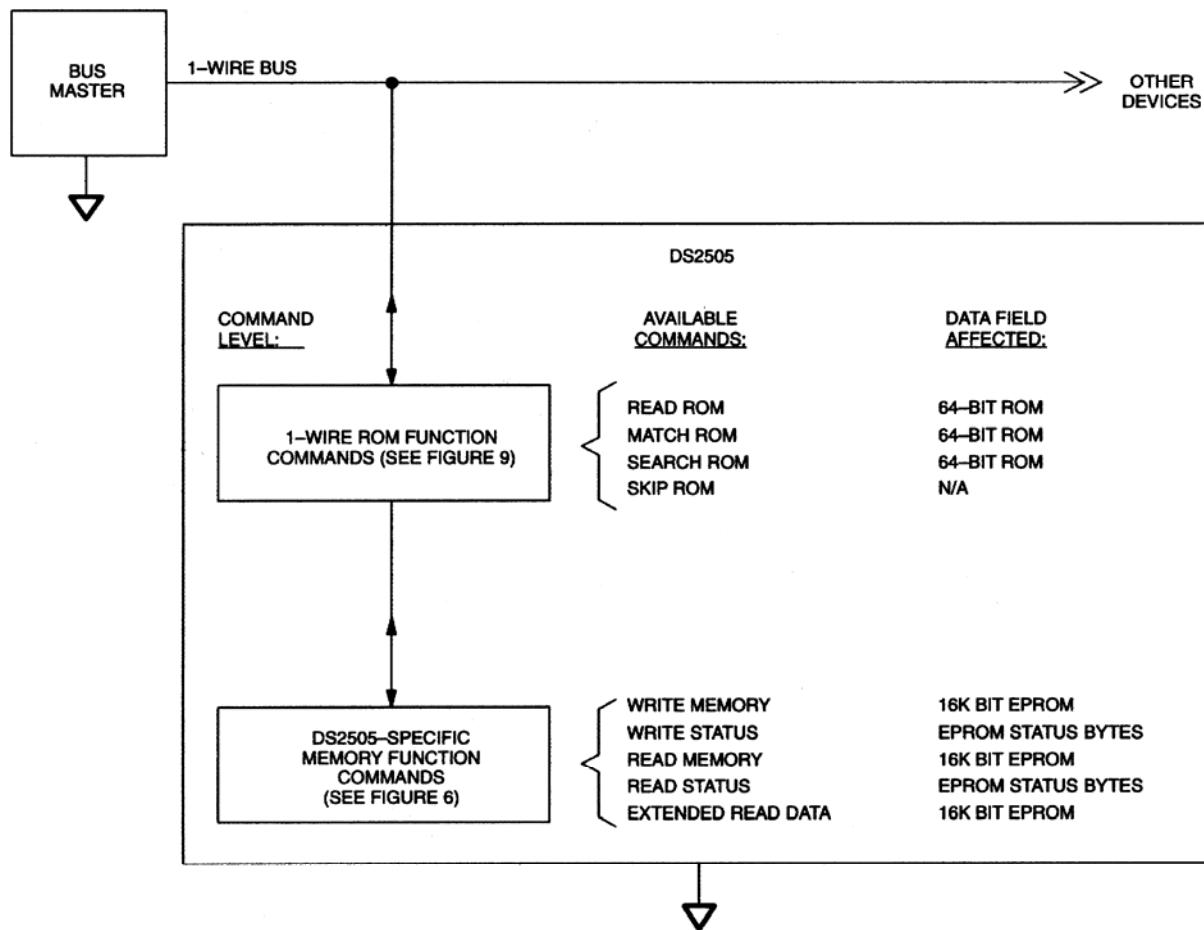 BUS
MASTER
1–WIRE BUS
OTHER
DEVICES
DS2505
COMMAND
LEVEL:
AVAILABLE
COMMANDS:
DATA FIELD
AFFECTED:
1–WIRE ROM FUNCTION
COMMANDS (SEE FIGURE 9)
READ ROM 64–BIT ROM
MATCH ROM 64–BIT ROM
SEARCH ROM 64–BIT ROM
SKIP ROM N/A
DS2505–SPECIFIC
MEMORY FUNCTION
COMMANDS
(SEE FIGURE 6)
WRITE MEMORY 16K BIT EPROM
WRITE STATUS EPROM STATUS BYTES
READ MEMORY 16K BIT EPROM
READ STATUS EPROM STATUS BYTES
EXTENDED READ DATA 16K BIT EPROM